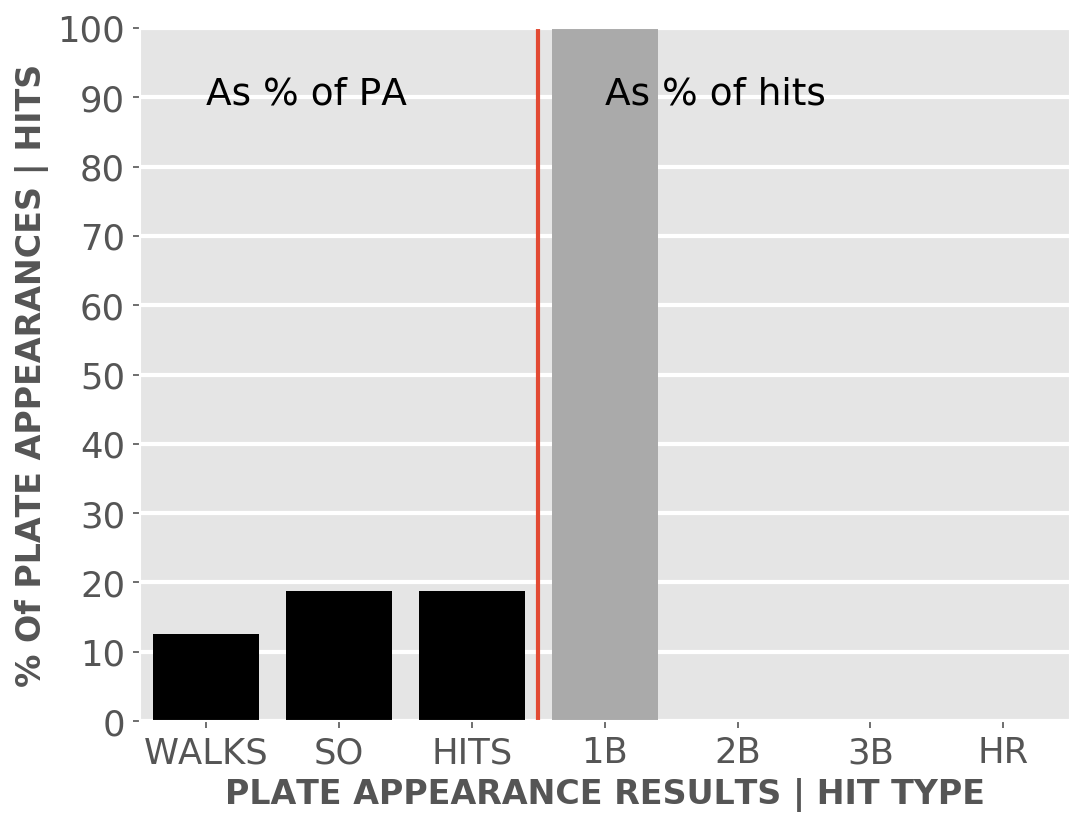 % Of PLATE APPEARANCES | HITS
100
90
80
70
60
50
40
30
20
10
0
As % of PA
As % of hits
WALKS SO HITS 1B 2B 3B HR
PLATE APPEARANCE RESULTS | HIT TYPE